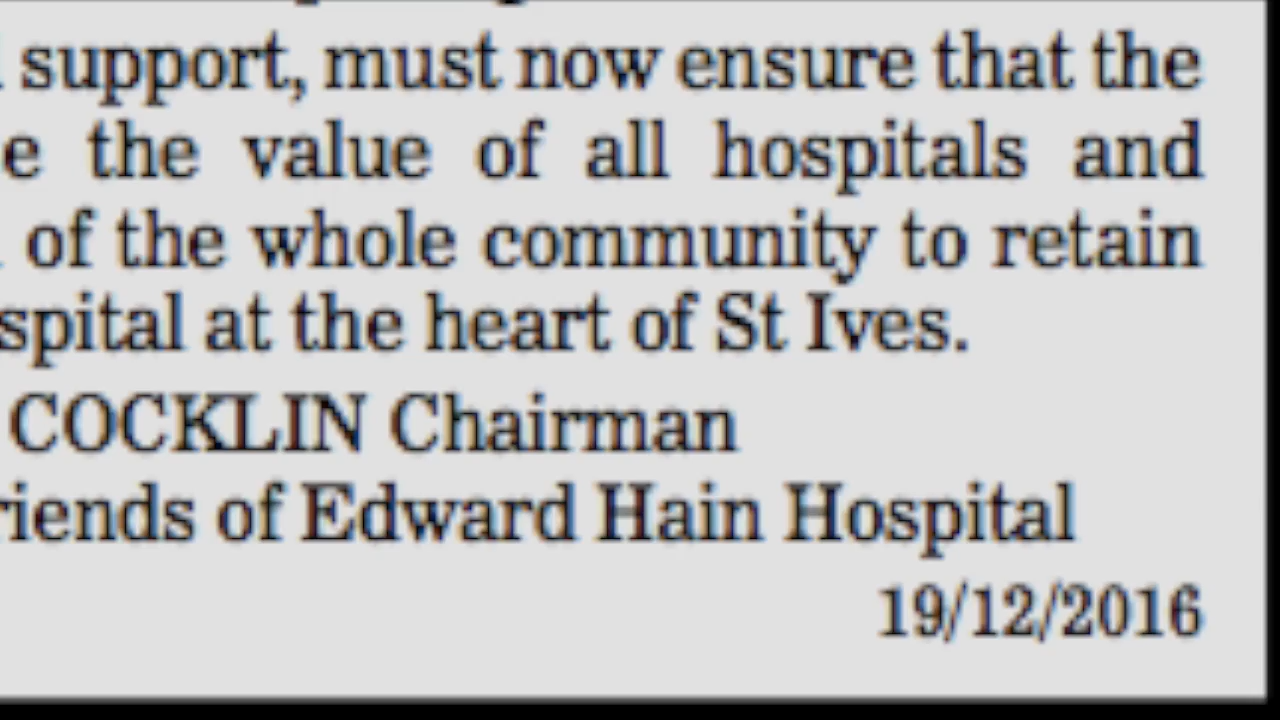 support, must now ensure that the
e the value of all hospitals and
of the whole community to retain
spital at the heart of St Ives.
COCKLIN Chairman
riends of Edward Hain Hospital
19/12/2016